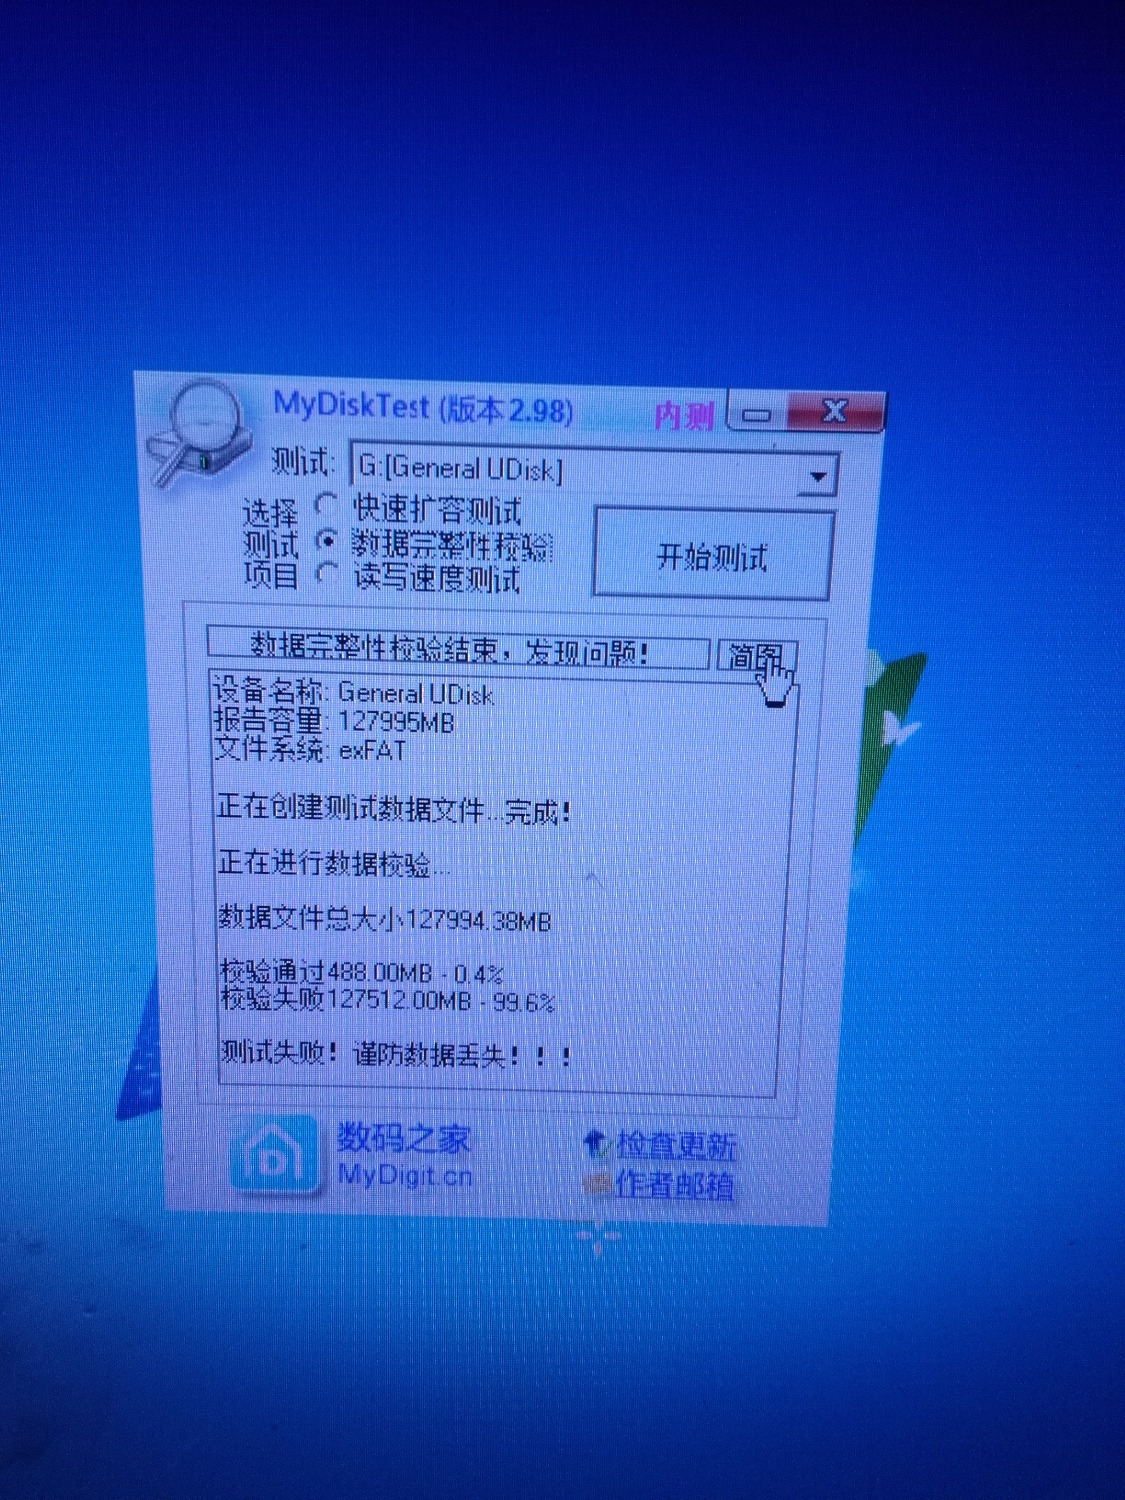 MyDiskTest (版本2.98)
内测
测试: G:[General UDisk]
选择
测试
项目
快速扩容测试
数据完整性校验
读写速度测试
开始测试
数据完整性校验结束，发现问题!
简图
设备名称: General UDisk
报告容量: 127995MB
文件系统: exFAT
正在创建测试数据文件...完成!
正在进行数据校验...
数据文件总大小127994.38MB
校验通过488.00MB - 0.4%
校验失败127512.00MB - 99.6%
测试失败! 谨防数据丢失! ! !
数码之家
MyDigit.cn
检查更新
作者邮箱